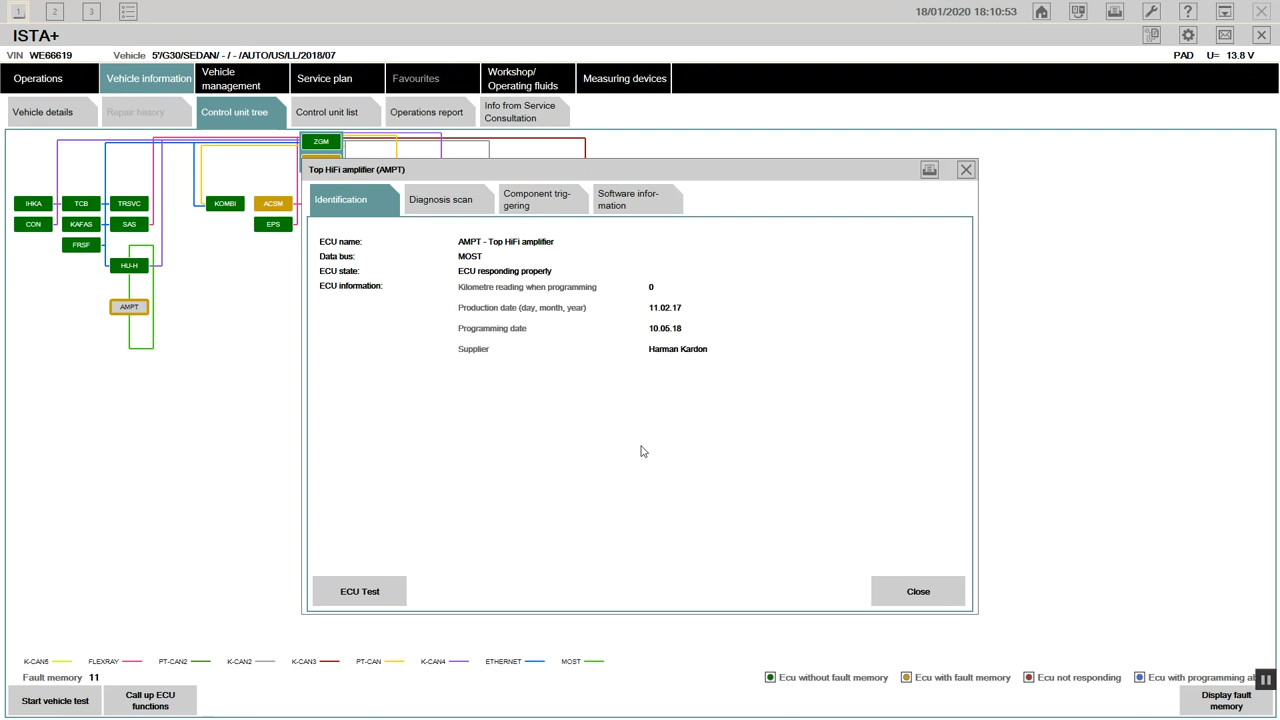 1 2 3 18/01/2020 18:10:53 ?
ISTA+
VIN WE66619 Vehicle 5'/G30/SEDAN/ - / - /AUTO/US/LL/2018/07 PAD U= 13.8 V
Operations Vehicle information Vehicle management Service plan Favourites Workshop/ Operating fluids Measuring devices
Vehicle details Repair history Control unit tree Control unit list Operations report Info from Service Consultation
ZGM
Top HiFi amplifier (AMPT)
Identification Diagnosis scan Component trig- gering Software infor- mation
IHKA TCB TRSVC KOMBI ACSM
CON KAFAS SAS EPS
FRSF
HU-H
AMPT
ECU name: AMPT - Top HiFi amplifier
Data bus: MOST
ECU state: ECU responding properly
ECU information: Kilometre reading when programming 0
Production date (day, month, year) 11.02.17
Programming date 10.05.18
Supplier Harman Kardon
ECU Test Close
K-CAN5 FLEXRAY PT-CAN2 K-CAN2 K-CAN3 PT-CAN K-CAN4 ETHERNET MOST
Fault memory 11 Ecu without fault memory Ecu with fault memory Ecu not responding Ecu with programming
Start vehicle test Call up ECU functions Display fault memory